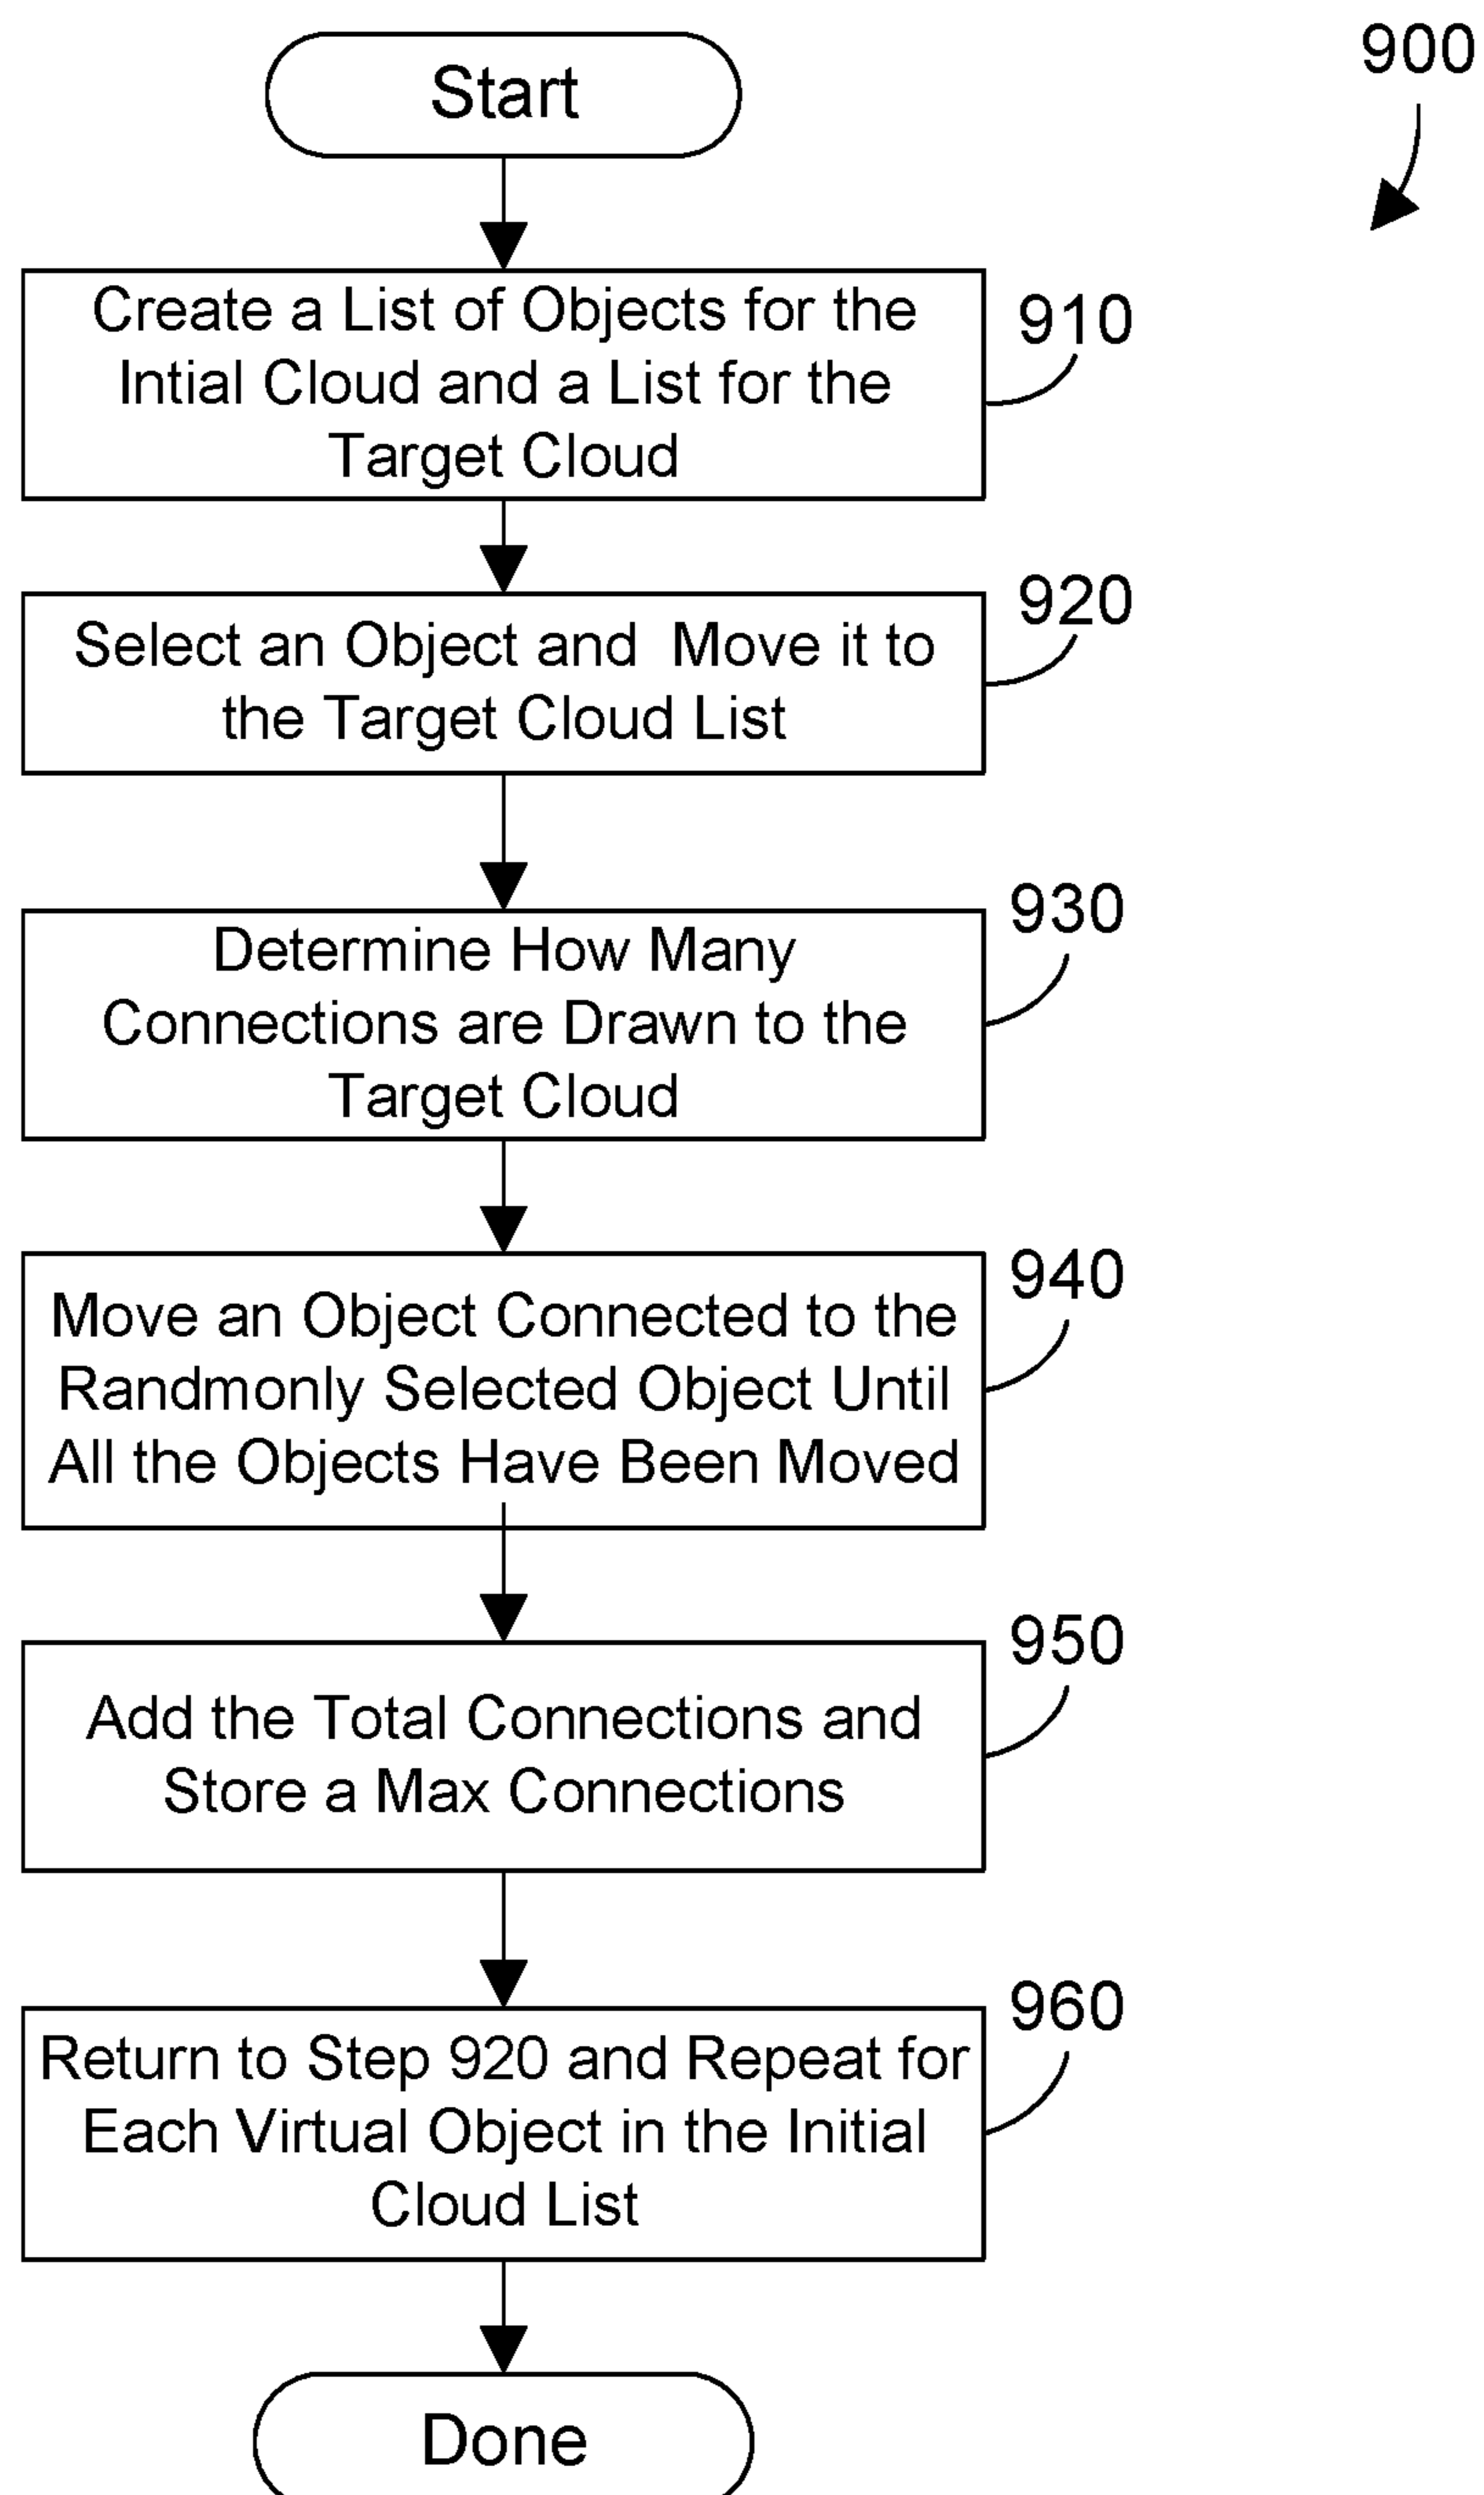 Start
900
Create a List of Objects for the
Intial Cloud and a List for the
Target Cloud
910
Select an Object and Move it to
the Target Cloud List
920
Determine How Many
Connections are Drawn to the
Target Cloud
930
Move an Object Connected to the
Randmonly Selected Object Until
All the Objects Have Been Moved
940
Add the Total Connections and
Store a Max Connections
950
Return to Step 920 and Repeat for
Each Virtual Object in the Initial
Cloud List
960
Done